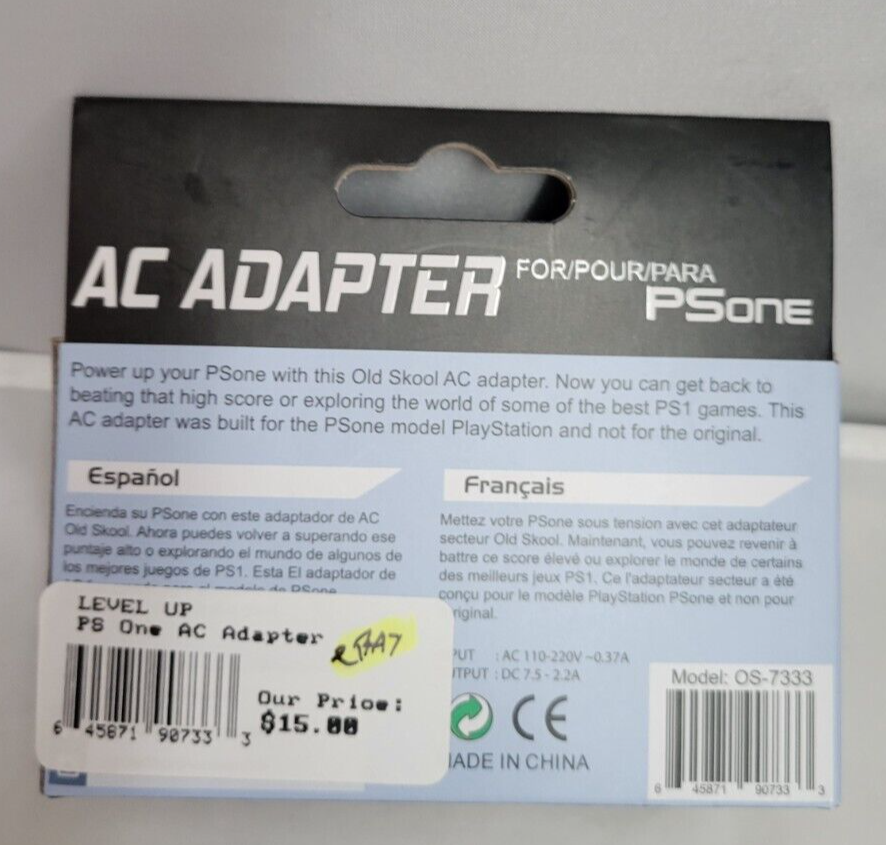 AC ADAPTER FOR/POUR/PARA
PSONE
Power up your PSone with this Old Skool AC adapter. Now you can get back to
beating that high score or exploring the world of some of the best PS1 games. This
AC adapter was built for the PSone model PlayStation and not for the original.
Español
Encienda su PSone con este adaptador de AC
Old Skool. Ahora puedes volver a superando ese
puntaje alto o explorando el mundo de algunos de
los mejores juegos de PS1. Esta El adaptador de
Français
Mettez votre PSone sous tension avec cet adaptateur
secteur Old Skool. Maintenant, vous pouvez revenir à
battre ce score élevé ou explorer le monde de certains
des meilleurs jeux PS1. Ce l'adaptateur secteur a été
conçu pour le modèle PlayStation PSone et non pour
riginal.
PUT : AC 110-220V ~0.37A
TPUT : DC 7.5 - 2.2A
CE
ADE IN CHINA
Model: OS-7333
6 45871 90733 3
LEVEL UP
PS One AC Adapter
Our Price:
$15.00
6 45871 90733 3